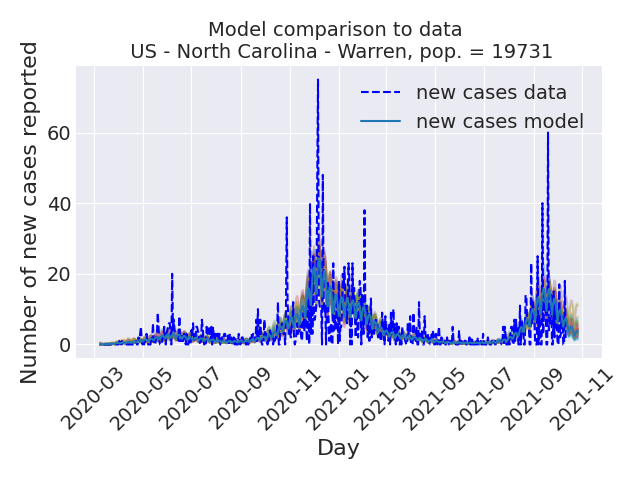 Model comparison to data
US - North Carolina - Warren, pop. = 19731
Number of new cases reported
60
40
20
0
new cases data
new cases model
2020-03
2020-05
2020-07
2020-09
2020-11
2021-01
2021-03
2021-05
2021-07
2021-09
2021-11
Day